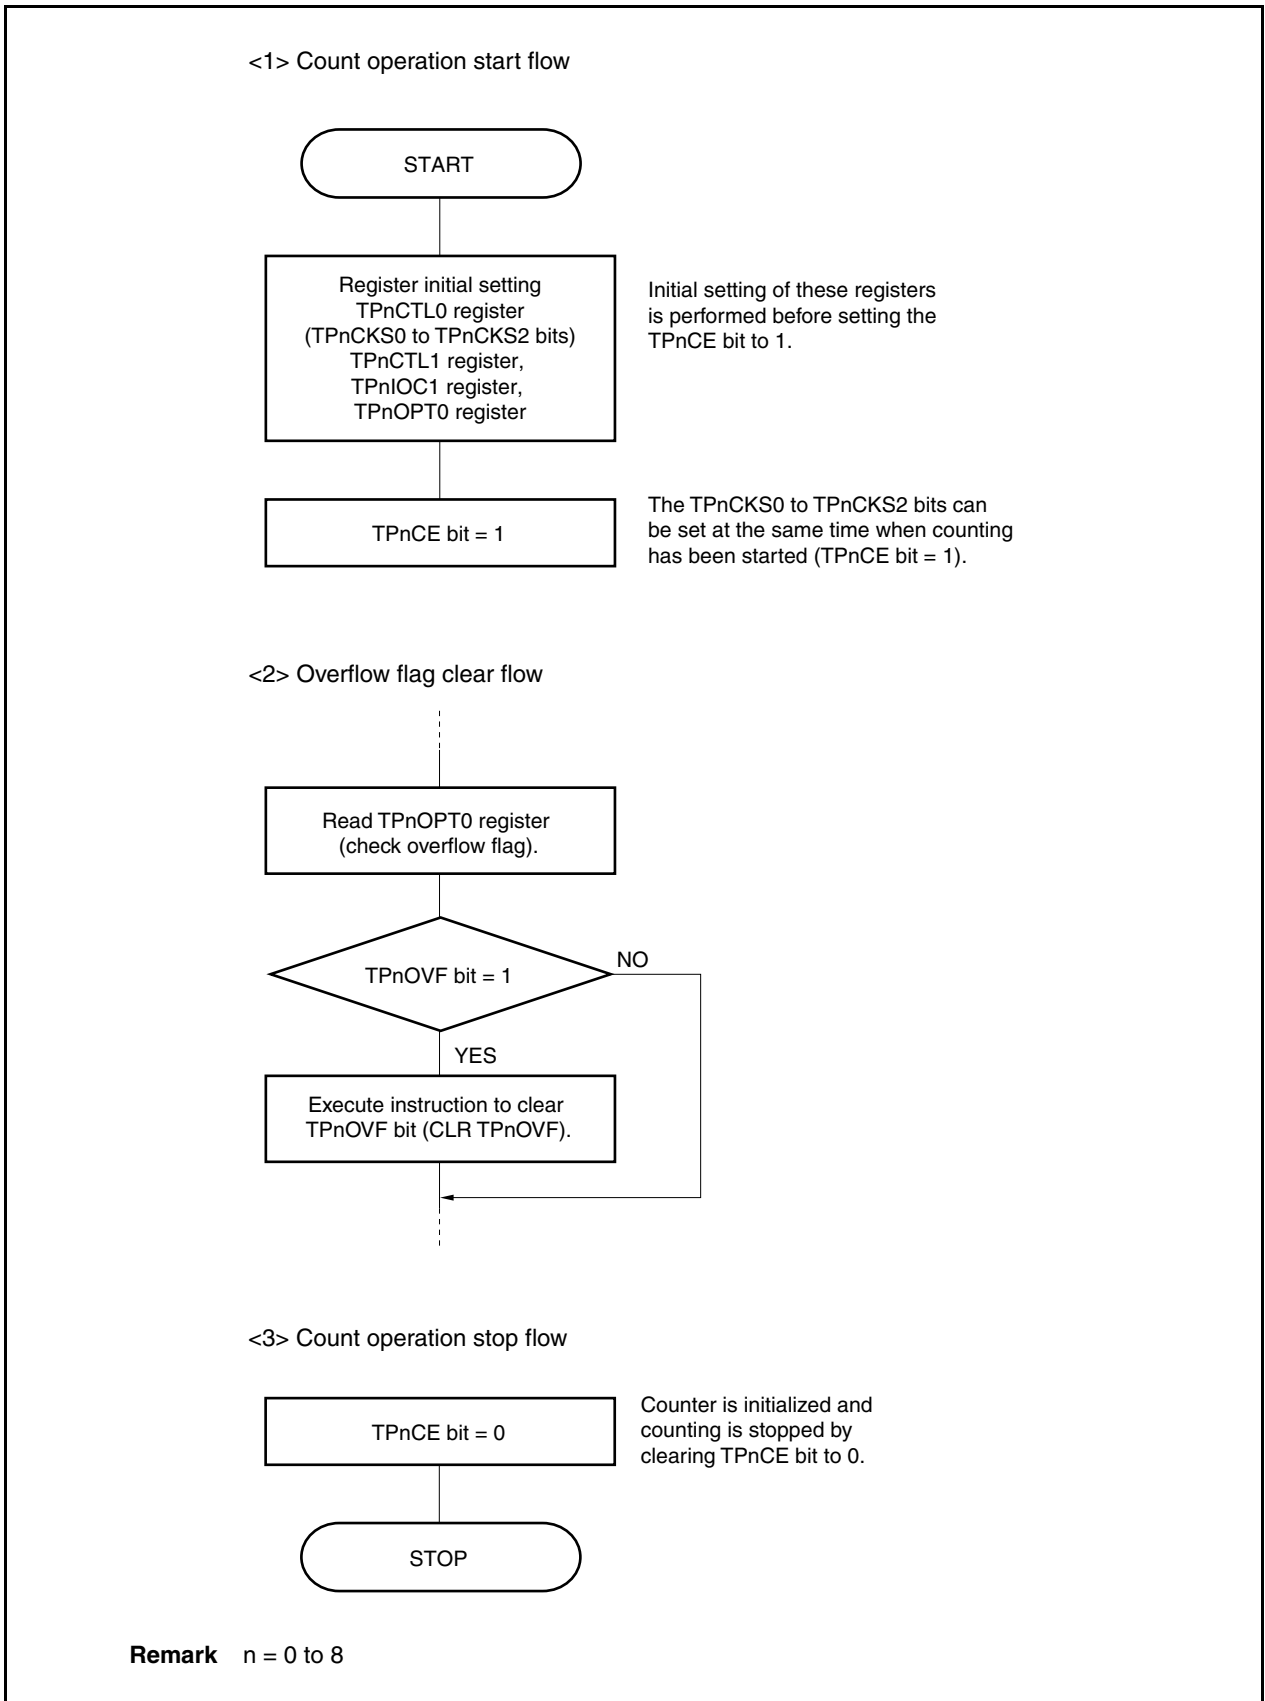 <1> Count operation start flow
START
Register initial setting
TPnCTL0 register
(TPnCKS0 to TPnCKS2 bits)
TPnCTL1 register,
TPnIOC1 register,
TPnOPT0 register
Initial setting of these registers
is performed before setting the
TPnCE bit to 1.
TPnCE bit = 1
The TPnCKS0 to TPnCKS2 bits can
be set at the same time when counting
has been started (TPnCE bit = 1).
<2> Overflow flag clear flow
Read TPnOPT0 register
(check overflow flag).
TPnOVF bit = 1
NO
YES
Execute instruction to clear
TPnOVF bit (CLR TPnOVF).
<3> Count operation stop flow
TPnCE bit = 0
Counter is initialized and
counting is stopped by
clearing TPnCE bit to 0.
STOP
Remark n = 0 to 8